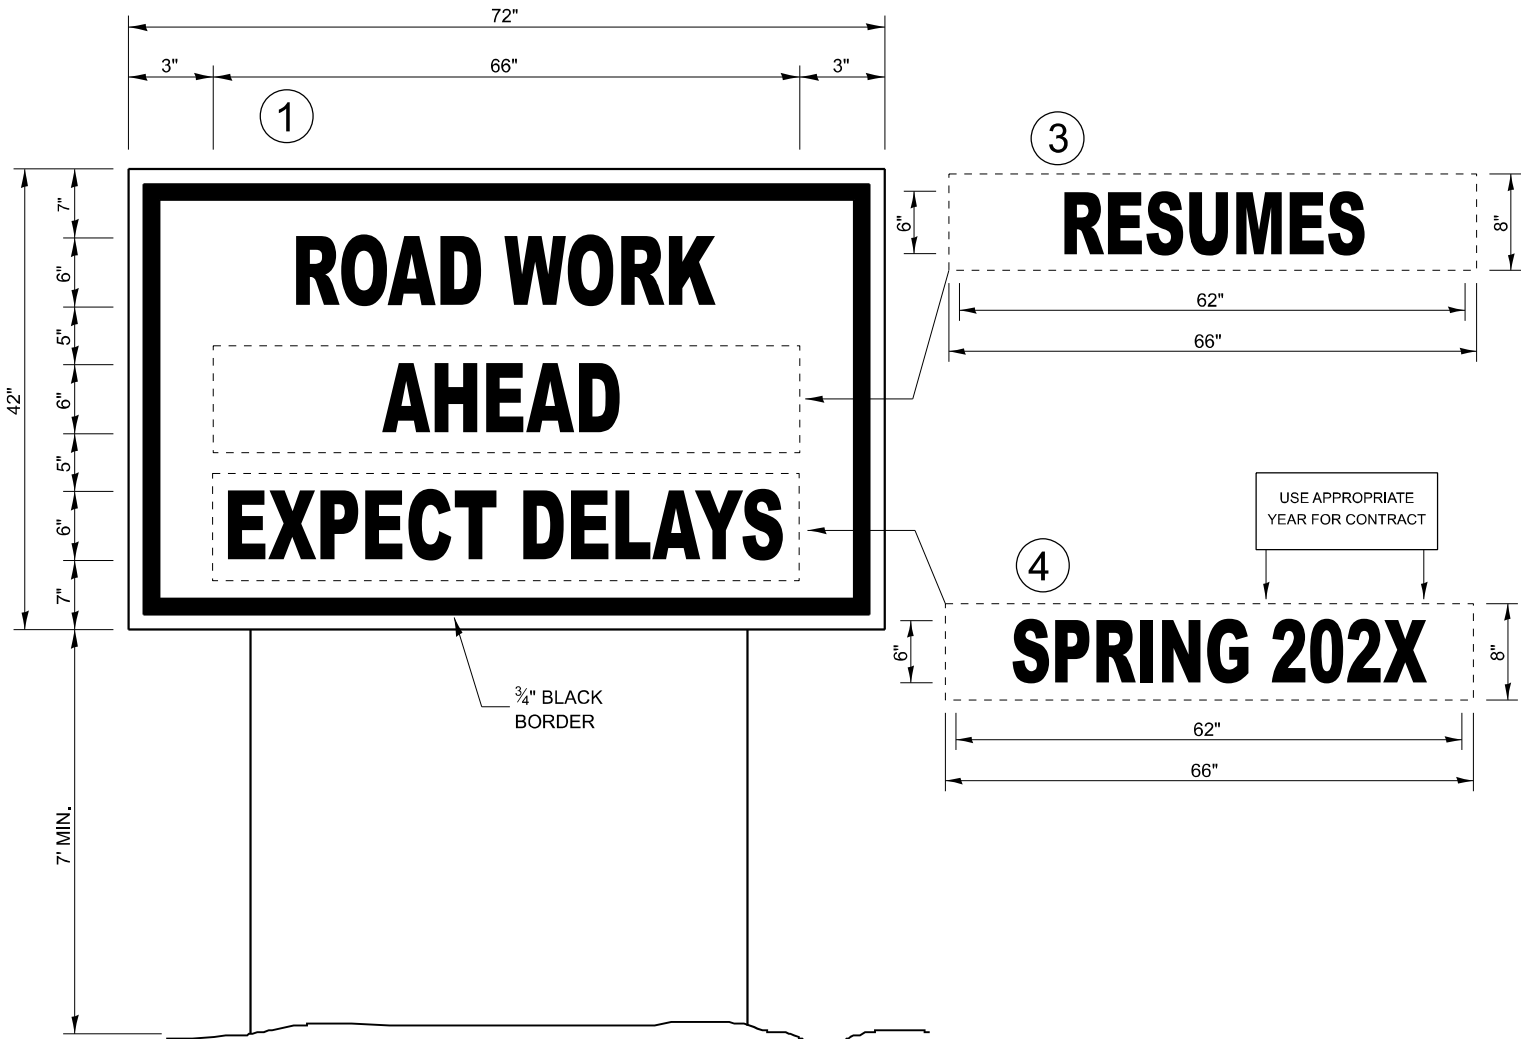 72"
3" 66" 3"
1
3
42"
7"
6"
5"
6"
5"
6"
7"
ROAD WORK
AHEAD
EXPECT DELAYS
6"
RESUMES
8"
62"
66"
USE APPROPRIATE
YEAR FOR CONTRACT
4
6"
SPRING 202X
8"
62"
66"
¾" BLACK
BORDER
7' MIN.